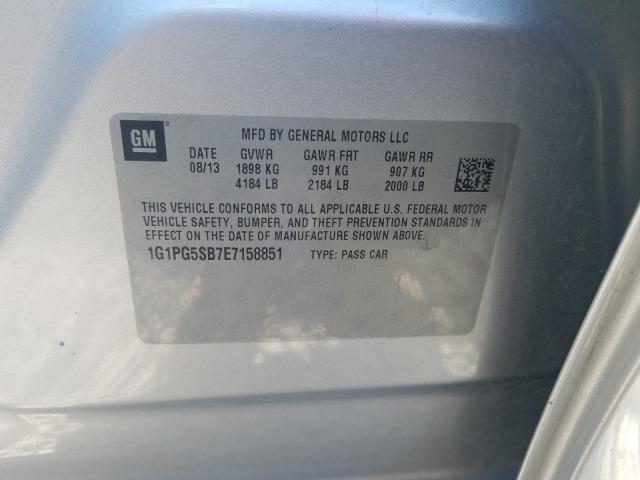 GM
MFD BY GENERAL MOTORS LLC
DATE GVWR GAWR FRT GAWR RR
08/13 1898 KG 991 KG 907 KG
4184 LB 2184 LB 2000 LB
THIS VEHICLE CONFORMS TO ALL APPLICABLE U.S. FEDERAL MOTOR
VEHICLE SAFETY, BUMPER, AND THEFT PREVENTION STANDARDS IN
EFFECT ON THE DATE OF MANUFACTURE SHOWN ABOVE.
1G1PG5SB7E7158851 TYPE: PASS CAR